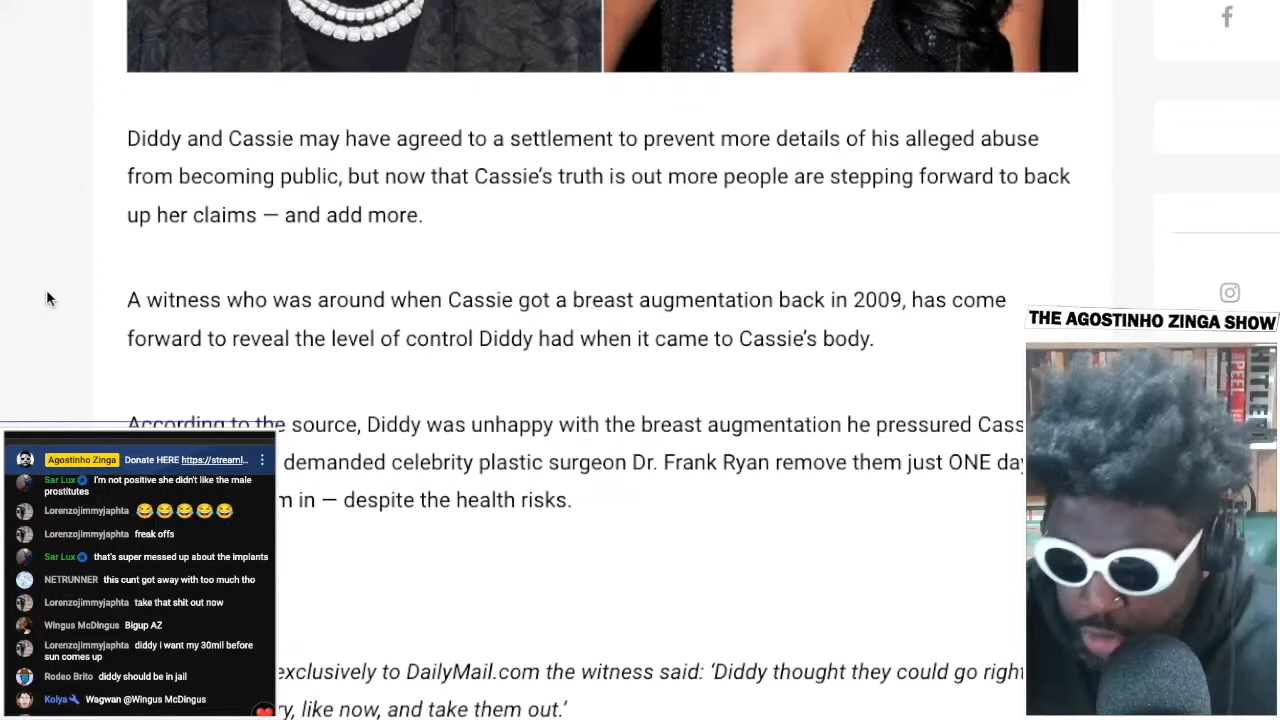 Diddy and Cassie may have agreed to a settlement to prevent more details of his alleged abuse
from becoming public, but now that Cassie’s truth is out more people are stepping forward to back
up her claims — and add more.
A witness who was around when Cassie got a breast augmentation back in 2009, has come
forward to reveal the level of control Diddy had when it came to Cassie’s body.
According to the source, Diddy was unhappy with the breast augmentation he pressured Cass
demanded celebrity plastic surgeon Dr. Frank Ryan remove them just ONE day
m in — despite the health risks.
exclusively to DailyMail.com the witness said: ‘Diddy thought they could go right
ry, like now, and take them out.’
THE AGOSTINHO ZINGA SHOW
PEEL
Agostinho Zinga Donate HERE https://streaml...
Sar Lux I'm not positive she didn't like the male
prostitutes
Lorenzojimmyjaphta 😂😂😂😂😂
Lorenzojimmyjaphta freak offs
Sar Lux that's super messed up about the implants
NETRUNNER this cunt got away with too much tho
Lorenzojimmyjaphta take that shit out now
Wingus McDingus Bigup AZ
Lorenzojimmyjaphta diddy i want my 30mil before
sun comes up
Rodeo Brito diddy should be in jail
Kolya Wagwan @Wingus McDingus